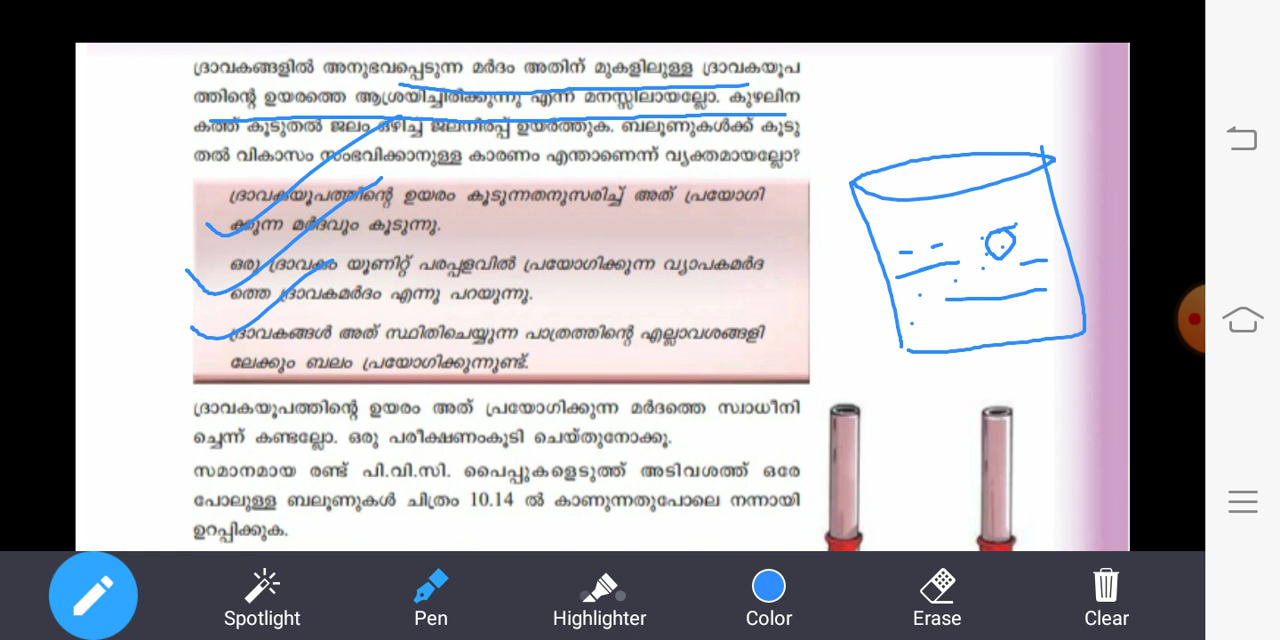 ദ്രാവകങ്ങളിൽ അനുഭവപ്പെടുന്ന മർദം അതിന് മുകളിലുള്ള ദ്രാവകയൂപ
ത്തിന്റെ ഉയരത്തെ ആശ്രയിച്ചിരിക്കുന്നു എന്ന് മനസ്സിലായല്ലോ. കുഴലിന
കത്ത് കൂടുതൽ ജലം ഒഴിച്ച് ജലനിരപ്പ് ഉയർത്തുക. ബലൂണുകൾക്ക് കൂടു
തൽ വികാസം സംഭവിക്കാനുള്ള കാരണം എന്താണെന്ന് വ്യക്തമായല്ലോ?
ദ്രാവകയൂപത്തിന്റെ ഉയരം കൂടുന്നതനുസരിച്ച് അത് പ്രയോഗി
ക്കുന്ന മർദവും കൂടുന്നു.
ഒരു ദ്രാവകം യൂണിറ്റ് പരപ്പളവിൽ പ്രയോഗിക്കുന്ന വ്യാപകമർദ
ത്തെ ദ്രാവകമർദം എന്നു പറയുന്നു.
ദ്രാവകങ്ങൾ അത് സ്ഥിതിചെയ്യുന്ന പാത്രത്തിന്റെ എല്ലാവശങ്ങളി
ലേക്കും ബലം പ്രയോഗിക്കുന്നുണ്ട്.
ദ്രാവകയൂപത്തിന്റെ ഉയരം അത് പ്രയോഗിക്കുന്ന മർദത്തെ സ്വാധീനി
ച്ചെന്ന് കണ്ടല്ലോ. ഒരു പരീക്ഷണംകൂടി ചെയ്തുനോക്കൂ.
സമാനമായ രണ്ട് പി.വി.സി. പൈപ്പുകളെടുത്ത് അടിവശത്ത് ഒരേ
പോലുള്ള ബലൂണുകൾ ചിത്രം 10.14 ൽ കാണുന്നതുപോലെ നന്നായി
ഉറപ്പിക്കുക.
Spotlight Pen Highlighter Color Erase Clear